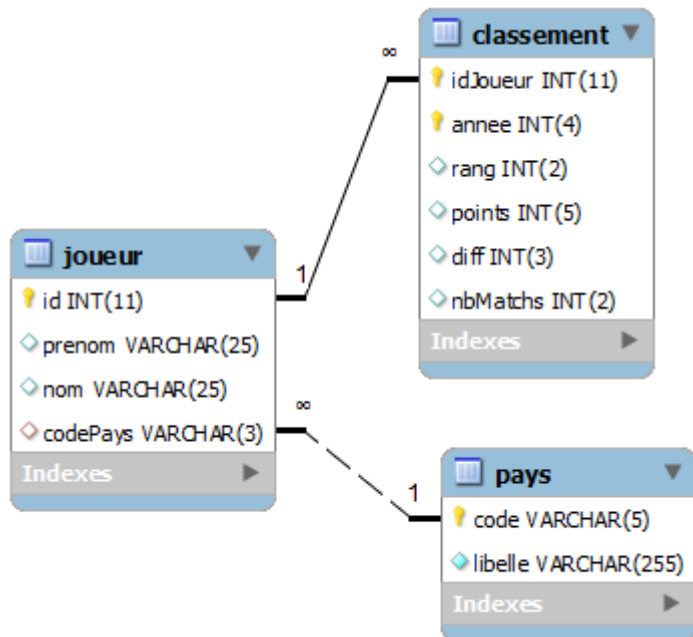 classement
idJoueur INT(11)
annee INT(4)
rang INT(2)
points INT(5)
diff INT(3)
nbMatchs INT(2)
Indexes
∞
1
joueur
id INT(11)
prenom VARCHAR(25)
nom VARCHAR(25)
codePays VARCHAR(3)
Indexes
∞
1
pays
code VARCHAR(5)
libelle VARCHAR(255)
Indexes